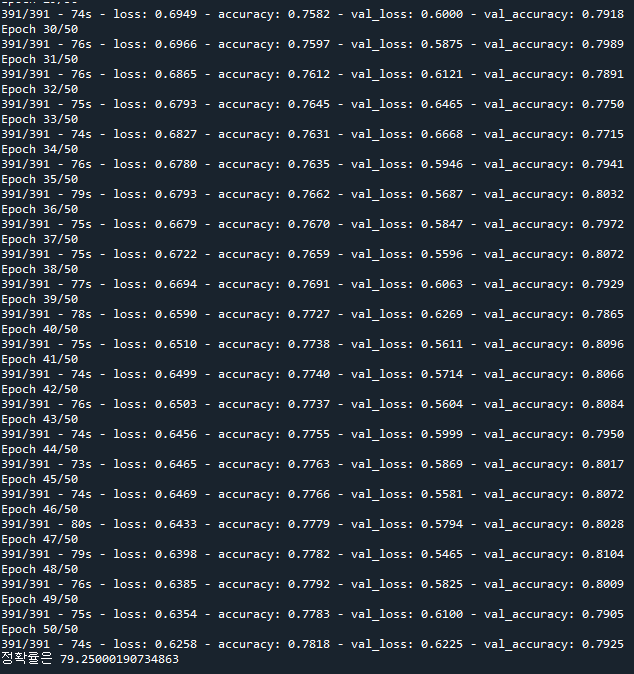 391/391 - 74s - loss: 0.6949 - accuracy: 0.7582 - val_loss: 0.6000 - val_accuracy: 0.7918
Epoch 30/50
391/391 - 75s - loss: 0.6966 - accuracy: 0.7597 - val_loss: 0.5875 - val_accuracy: 0.7989
Epoch 31/50
391/391 - 76s - loss: 0.6865 - accuracy: 0.7612 - val_loss: 0.6121 - val_accuracy: 0.7891
Epoch 32/50
391/391 - 75s - loss: 0.6793 - accuracy: 0.7645 - val_loss: 0.6465 - val_accuracy: 0.7750
Epoch 33/50
391/391 - 74s - loss: 0.6827 - accuracy: 0.7631 - val_loss: 0.6668 - val_accuracy: 0.7715
Epoch 34/50
391/391 - 76s - loss: 0.6780 - accuracy: 0.7635 - val_loss: 0.5946 - val_accuracy: 0.7941
Epoch 35/50
391/391 - 79s - loss: 0.6793 - accuracy: 0.7662 - val_loss: 0.5687 - val_accuracy: 0.8032
Epoch 36/50
391/391 - 75s - loss: 0.6679 - accuracy: 0.7670 - val_loss: 0.5847 - val_accuracy: 0.7972
Epoch 37/50
391/391 - 75s - loss: 0.6722 - accuracy: 0.7659 - val_loss: 0.5596 - val_accuracy: 0.8072
Epoch 38/50
391/391 - 77s - loss: 0.6694 - accuracy: 0.7691 - val_loss: 0.6063 - val_accuracy: 0.7929
Epoch 39/50
391/391 - 78s - loss: 0.6590 - accuracy: 0.7727 - val_loss: 0.6269 - val_accuracy: 0.7865
Epoch 40/50
391/391 - 75s - loss: 0.6510 - accuracy: 0.7738 - val_loss: 0.5611 - val_accuracy: 0.8096
Epoch 41/50
391/391 - 74s - loss: 0.6499 - accuracy: 0.7740 - val_loss: 0.5714 - val_accuracy: 0.8066
Epoch 42/50
391/391 - 76s - loss: 0.6503 - accuracy: 0.7737 - val_loss: 0.5604 - val_accuracy: 0.8084
Epoch 43/50
391/391 - 74s - loss: 0.6456 - accuracy: 0.7755 - val_loss: 0.5999 - val_accuracy: 0.7950
Epoch 44/50
391/391 - 73s - loss: 0.6465 - accuracy: 0.7763 - val_loss: 0.5869 - val_accuracy: 0.8017
Epoch 45/50
391/391 - 74s - loss: 0.6469 - accuracy: 0.7766 - val_loss: 0.5581 - val_accuracy: 0.8072
Epoch 46/50
391/391 - 80s - loss: 0.6433 - accuracy: 0.7779 - val_loss: 0.5794 - val_accuracy: 0.8028
Epoch 47/50
391/391 - 79s - loss: 0.6398 - accuracy: 0.7782 - val_loss: 0.5465 - val_accuracy: 0.8104
Epoch 48/50
391/391 - 76s - loss: 0.6385 - accuracy: 0.7792 - val_loss: 0.5825 - val_accuracy: 0.8009
Epoch 49/50
391/391 - 75s - loss: 0.6354 - accuracy: 0.7783 - val_loss: 0.6100 - val_accuracy: 0.7905
Epoch 50/50
391/391 - 74s - loss: 0.6258 - accuracy: 0.7818 - val_loss: 0.6225 - val_accuracy: 0.7925
정확률은 79.25000190734863